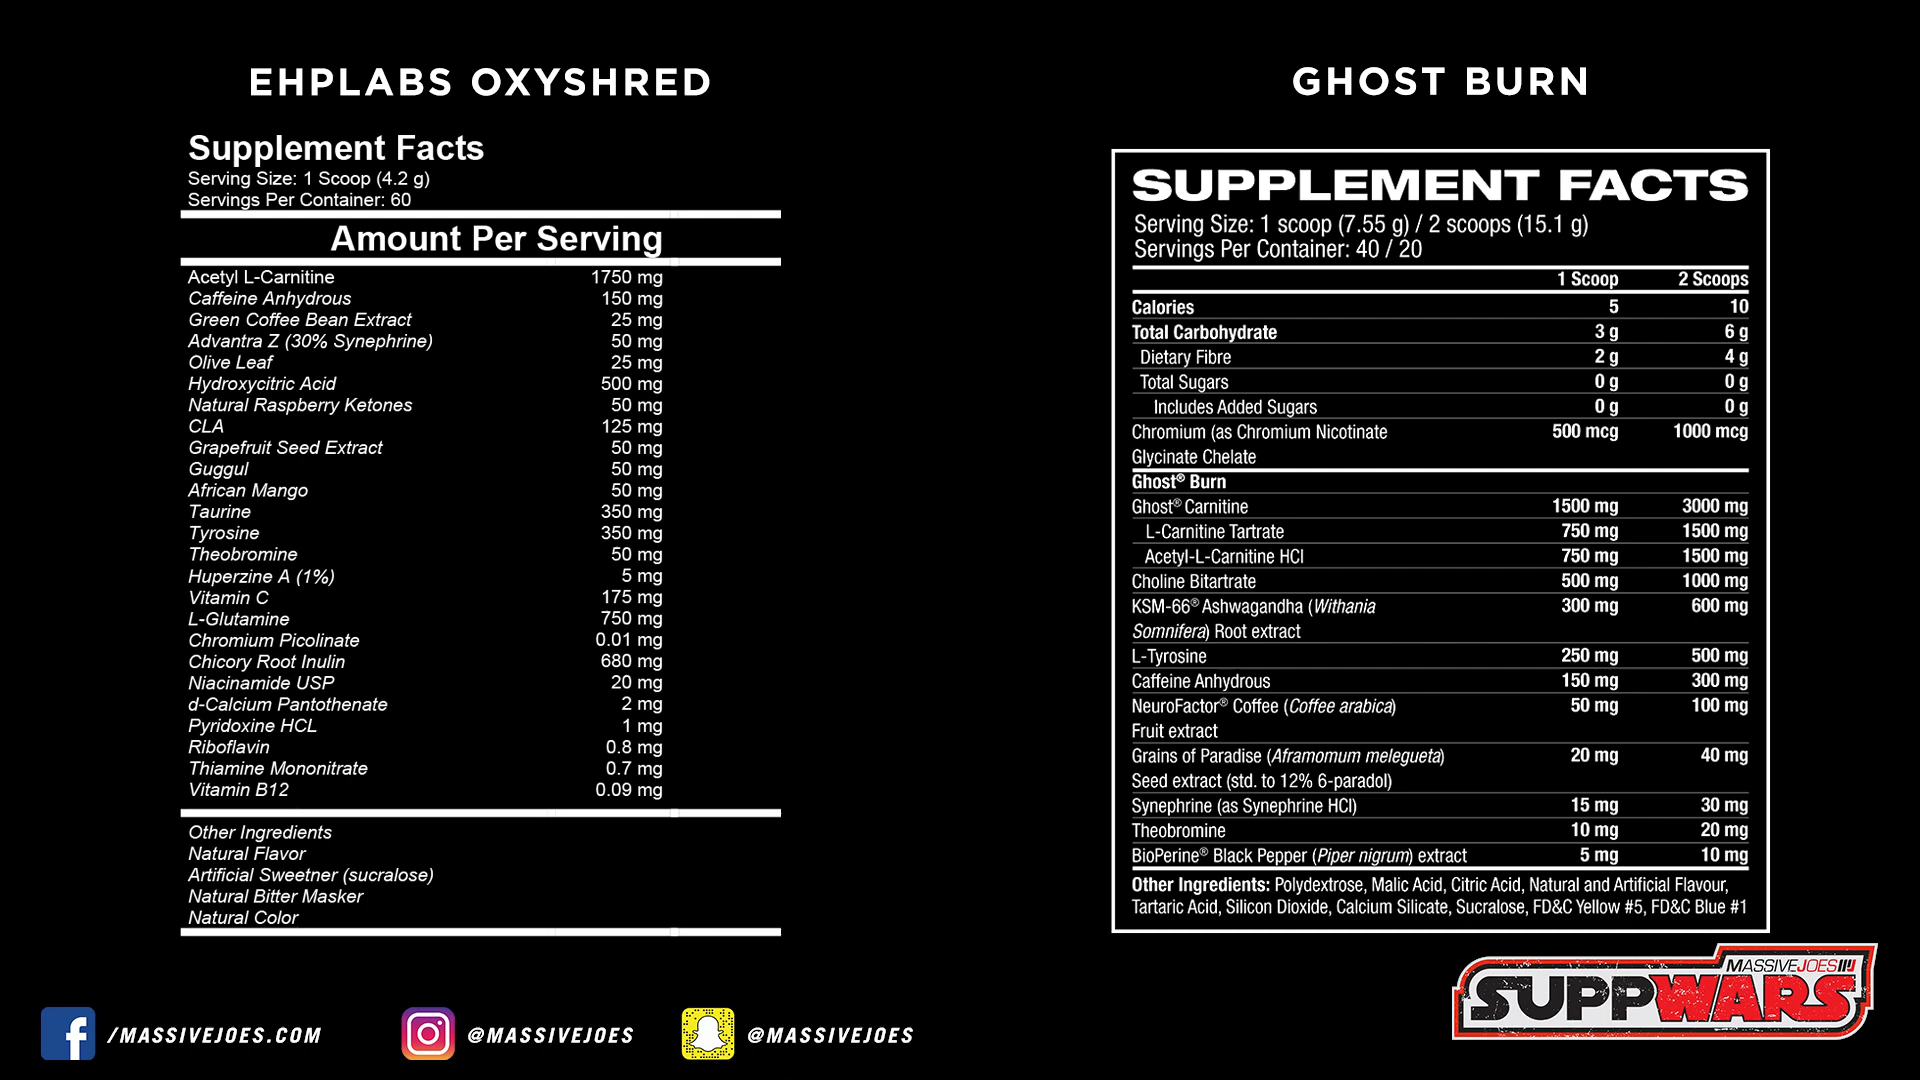 EHPLABS OXYSHRED
Supplement Facts
Serving Size: 1 Scoop (4.2 g)
Servings Per Container: 60
Amount Per Serving
Acetyl L-Carnitine 1750 mg
Caffeine Anhydrous 150 mg
Green Coffee Bean Extract 25 mg
Advantra Z (30% Synephrine) 50 mg
Olive Leaf 25 mg
Hydroxycitric Acid 500 mg
Natural Raspberry Ketones 50 mg
CLA 125 mg
Grapefruit Seed Extract 50 mg
Guggul 50 mg
African Mango 50 mg
Taurine 350 mg
Tyrosine 350 mg
Theobromine 50 mg
Huperzine A (1%) 5 mg
Vitamin C 175 mg
L-Glutamine 750 mg
Chromium Picolinate 0.01 mg
Chicory Root Inulin 680 mg
Niacinamide USP 20 mg
d-Calcium Pantothenate 2 mg
Pyridoxine HCL 1 mg
Riboflavin 0.8 mg
Thiamine Mononitrate 0.7 mg
Vitamin B12 0.09 mg
Other Ingredients
Natural Flavor
Artificial Sweetner (sucralose)
Natural Bitter Masker
Natural Color
GHOST BURN
SUPPLEMENT FACTS
Serving Size: 1 scoop (7.55 g) / 2 scoops (15.1 g)
Servings Per Container: 40 / 20
1 Scoop 2 Scoops
Calories 5 10
Total Carbohydrate 3 g 6 g
Dietary Fibre 2 g 4 g
Total Sugars 0 g 0 g
Includes Added Sugars 0 g 0 g
Chromium (as Chromium Nicotinate 500 mcg 1000 mcg
Glycinate Chelate
Ghost® Burn
Ghost® Carnitine 1500 mg 3000 mg
L-Carnitine Tartrate 750 mg 1500 mg
Acetyl-L-Carnitine HCl 750 mg 1500 mg
Choline Bitartrate 500 mg 1000 mg
KSM-66® Ashwagandha (Withania 300 mg 600 mg
Somnifera) Root extract
L-Tyrosine 250 mg 500 mg
Caffeine Anhydrous 150 mg 300 mg
NeuroFactor® Coffee (Coffee arabica) 50 mg 100 mg
Fruit extract
Grains of Paradise (Aframomum melegueta) 20 mg 40 mg
Seed extract (std. to 12% 6-paradol)
Synephrine (as Synephrine HCl) 15 mg 30 mg
Theobromine 10 mg 20 mg
BioPerine® Black Pepper (Piper nigrum) extract 5 mg 10 mg
Other Ingredients: Polydextrose, Malic Acid, Citric Acid, Natural and Artificial Flavour,
Tartaric Acid, Silicon Dioxide, Calcium Silicate, Sucralose, FD&C Yellow #5, FD&C Blue #1
MASSIVEJOES
SUPPWARS
/MASSIVEJOES.COM
@MASSIVEJOES
@MASSIVEJOES